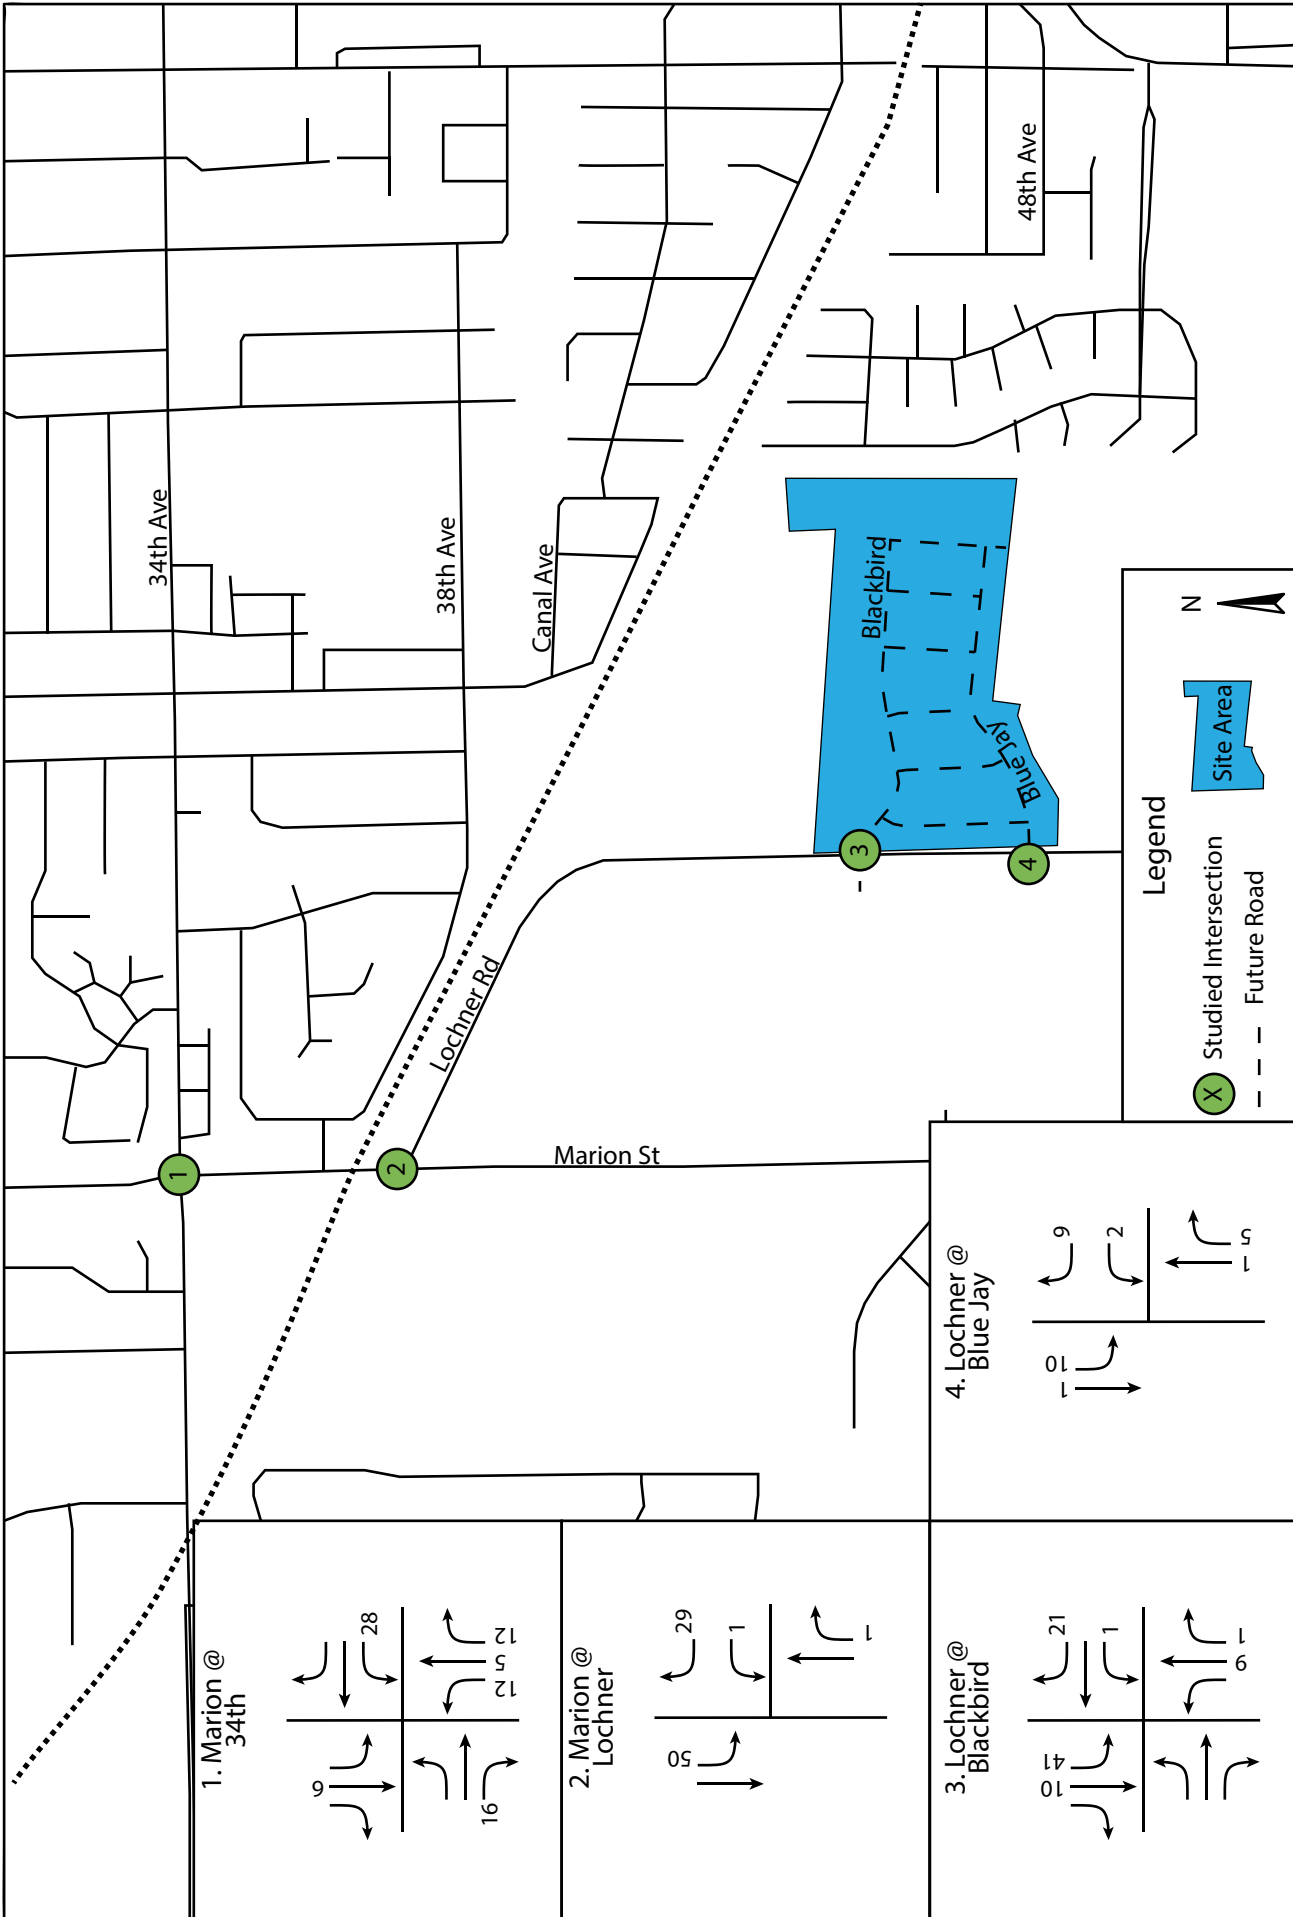 34th Ave
38th Ave
Canal Ave
48th Ave
Blackbird
Blue Jay
Lochner Rd
Marion St
1
2
3
4
1. Marion @
34th
6
28
16
12
5
12
2. Marion @
Lochner
50
29
1
1
3. Lochner @
Blackbird
10
41
21
1
9
1
4. Lochner @
Blue Jay
1
10
9
2
1
5
Legend
X Studied Intersection
Future Road
Site Area
N